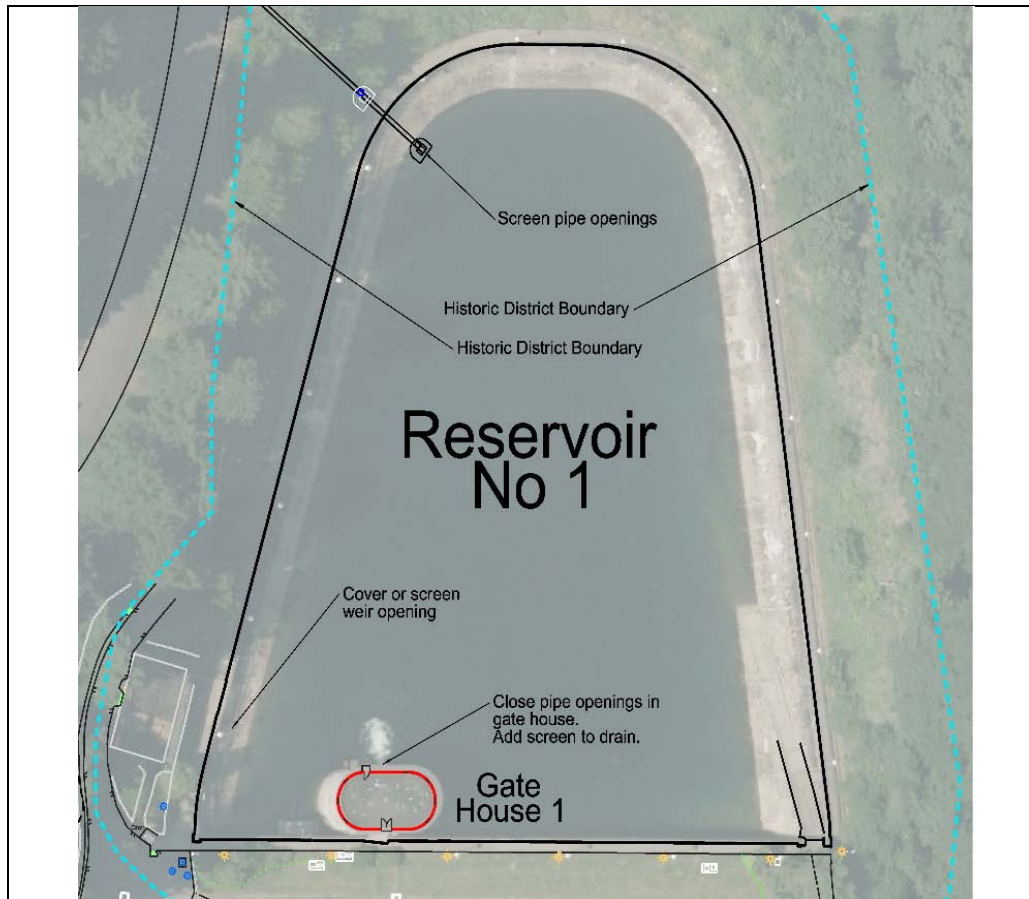 Screen pipe openings
Historic District Boundary
Historic District Boundary
Reservoir
No 1
Cover or screen
weir opening
Close pipe openings in
gate house.
Add screen to drain.
Gate
House 1